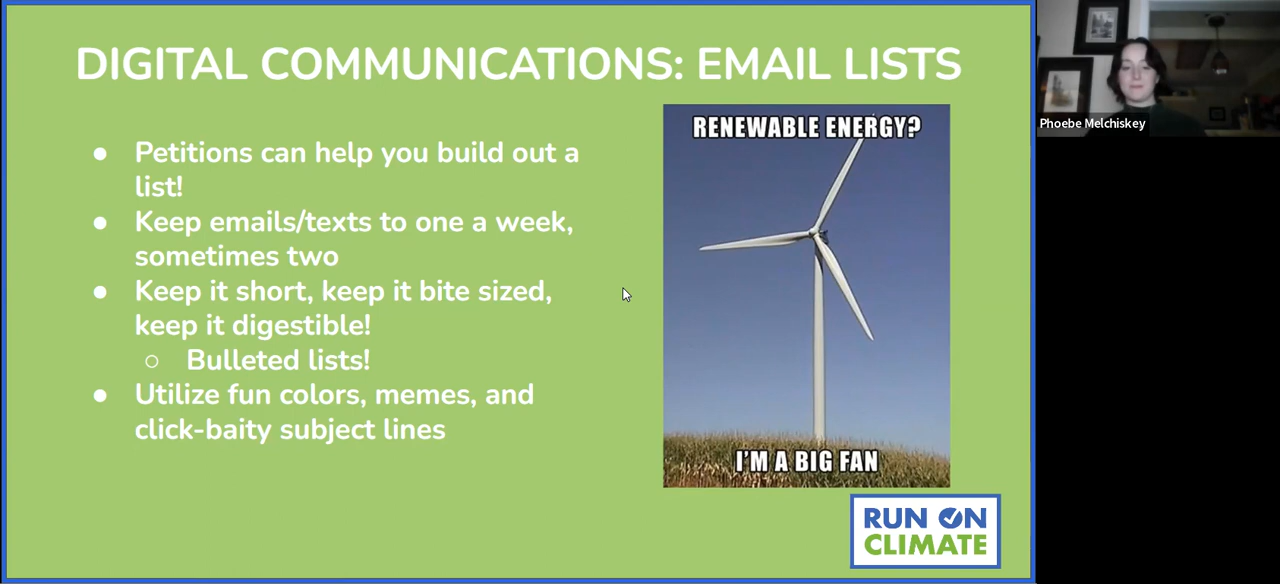 DIGITAL COMMUNICATIONS: EMAIL LISTS
● Petitions can help you build out a
list!
● Keep emails/texts to one a week,
sometimes two
● Keep it short, keep it bite sized,
keep it digestible!
○ Bulleted lists!
● Utilize fun colors, memes, and
click-baity subject lines
RENEWABLE ENERGY?
I'M A BIG FAN
RUN ON
CLIMATE
Phoebe Melchiskey